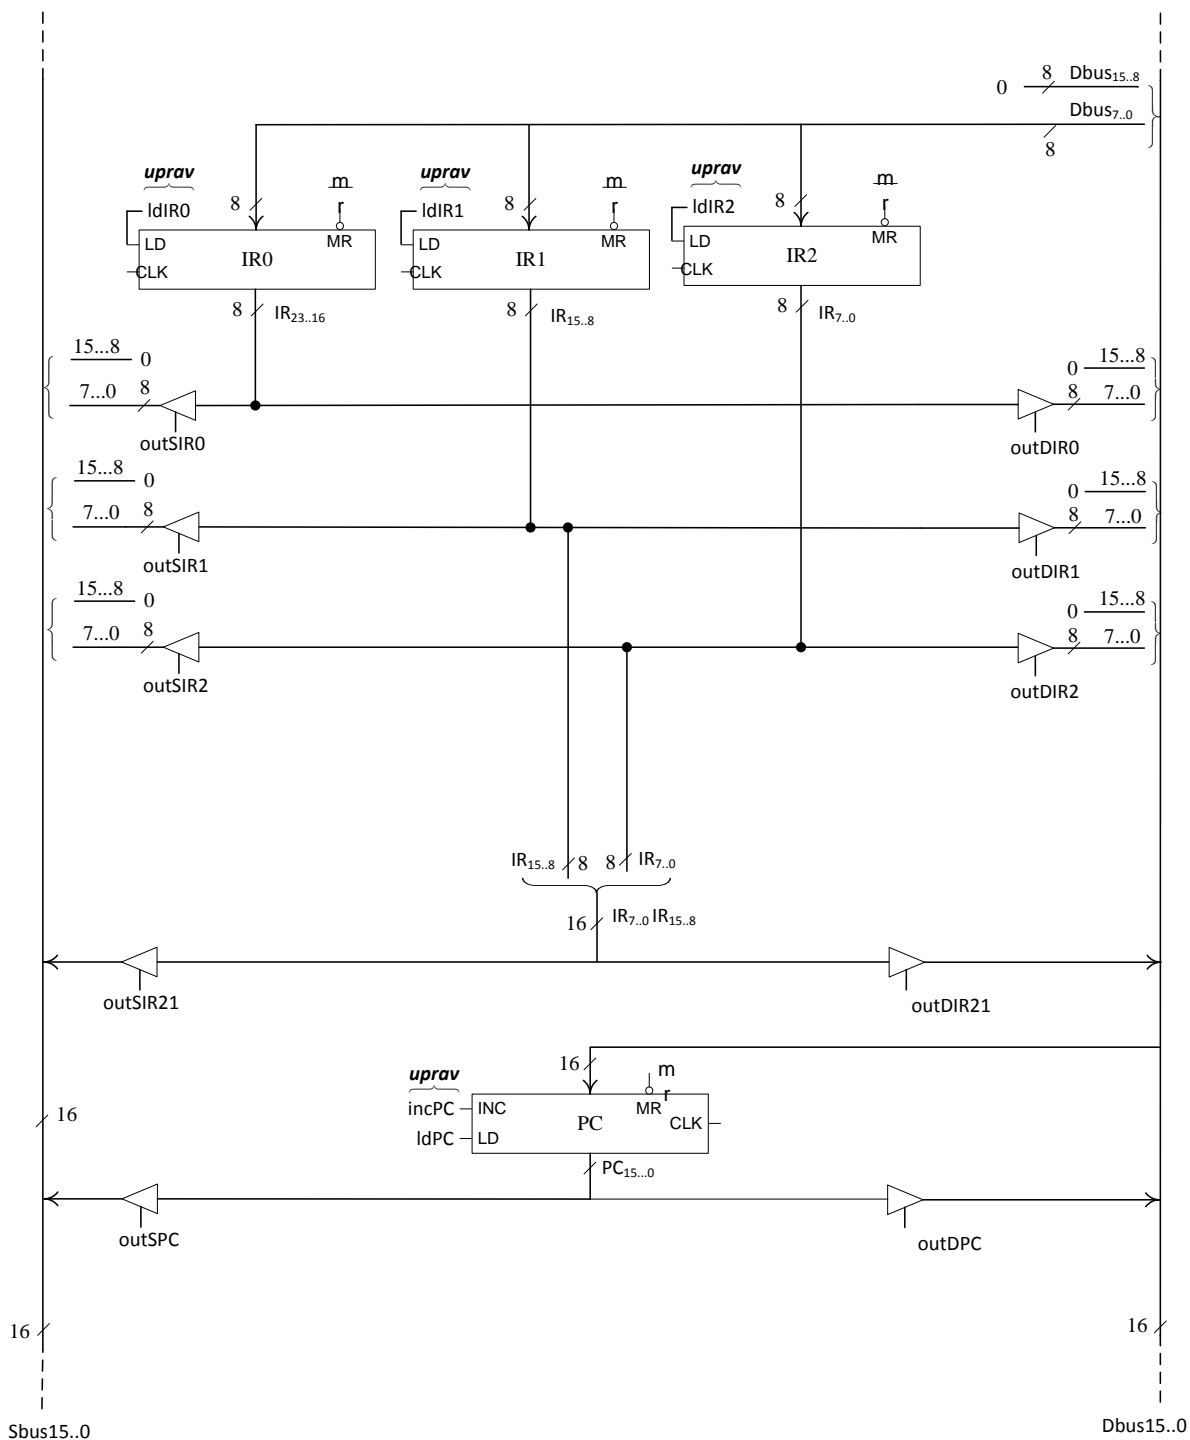 0 8 Dbus15..8
Dbus7..0
8
uprav
ldIR0
8
m
r
LD
MR
CLK
IR0
8
IR23..16
uprav
ldIR1
8
m
r
LD
MR
CLK
IR1
8
IR15..8
uprav
ldIR2
8
m
r
LD
MR
CLK
IR2
8
IR7..0
15...8 0
7...0 8
outSIR0
0 15...8
8 7...0
outDIR0
15...8 0
7...0 8
outSIR1
0 15...8
8 7...0
outDIR1
15...8 0
7...0 8
outSIR2
0 15...8
8 7...0
outDIR2
IR15..8 8 8 IR7..0
16 IR7..0 IR15..8
outSIR21
outDIR21
16
m
r
uprav
incPC
INC
MR
CLK
PC
ldPC
LD
16
PC15...0
outSPC
outDPC
16
16
Sbus15..0
Dbus15..0